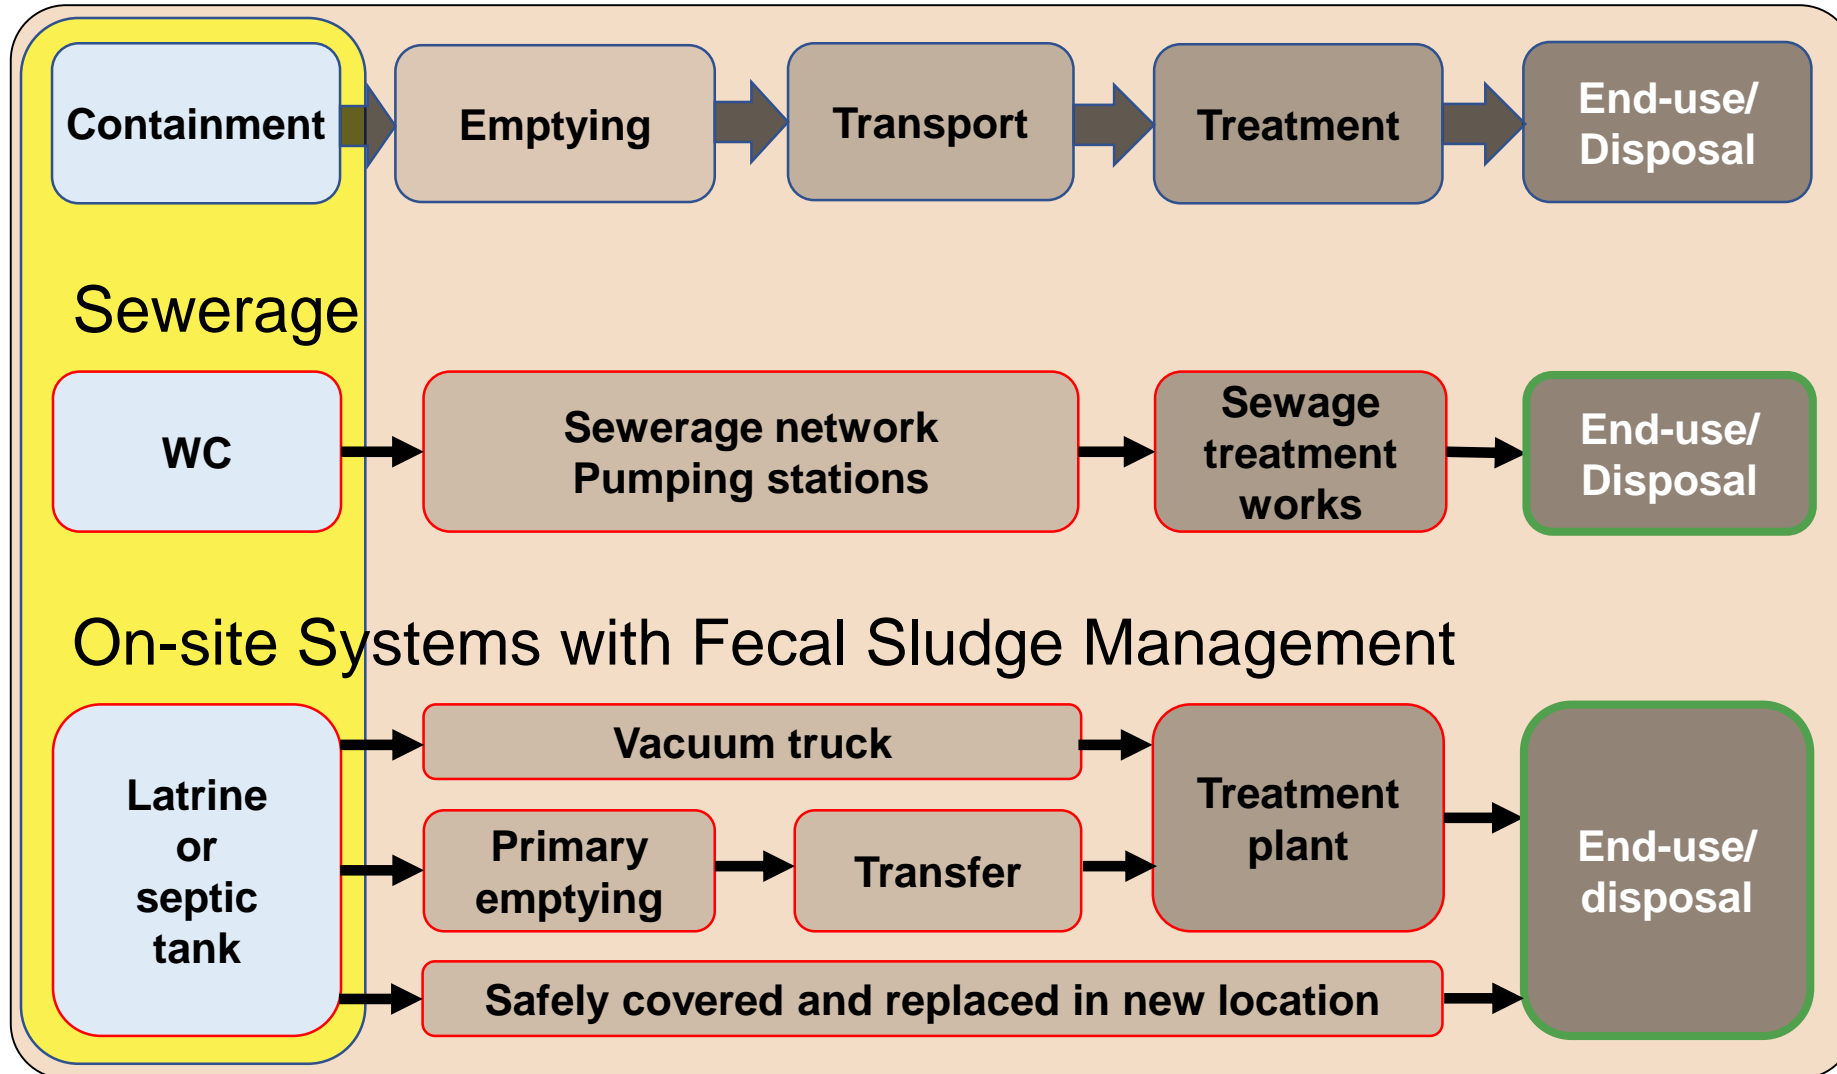 Containment
Emptying
Transport
Treatment
End-use/
Disposal
Sewerage
WC
Sewerage network
Pumping stations
Sewage
treatment
works
End-use/
Disposal
On-site Systems with Fecal Sludge Management
Latrine
or
septic
tank
Vacuum truck
Primary
emptying
Transfer
Treatment
plant
Safely covered and replaced in new location
End-use/
disposal